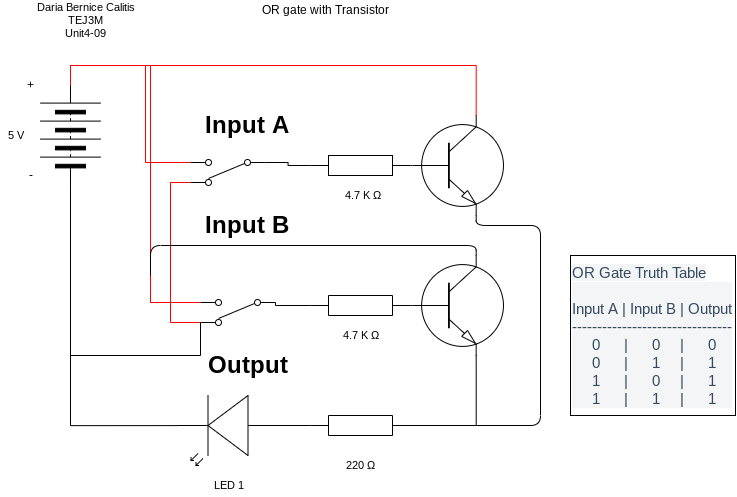 Daria Bernice Calitis
TEJ3M
Unit4-09
OR gate with Transistor
+
5 V
-
Input A
4.7 K Ω
Input B
4.7 K Ω
Output
220 Ω
LED 1
OR Gate Truth Table
Input A | Input B | Output
----------------------------------------
0 | 0 | 0
0 | 1 | 1
1 | 0 | 1
1 | 1 | 1